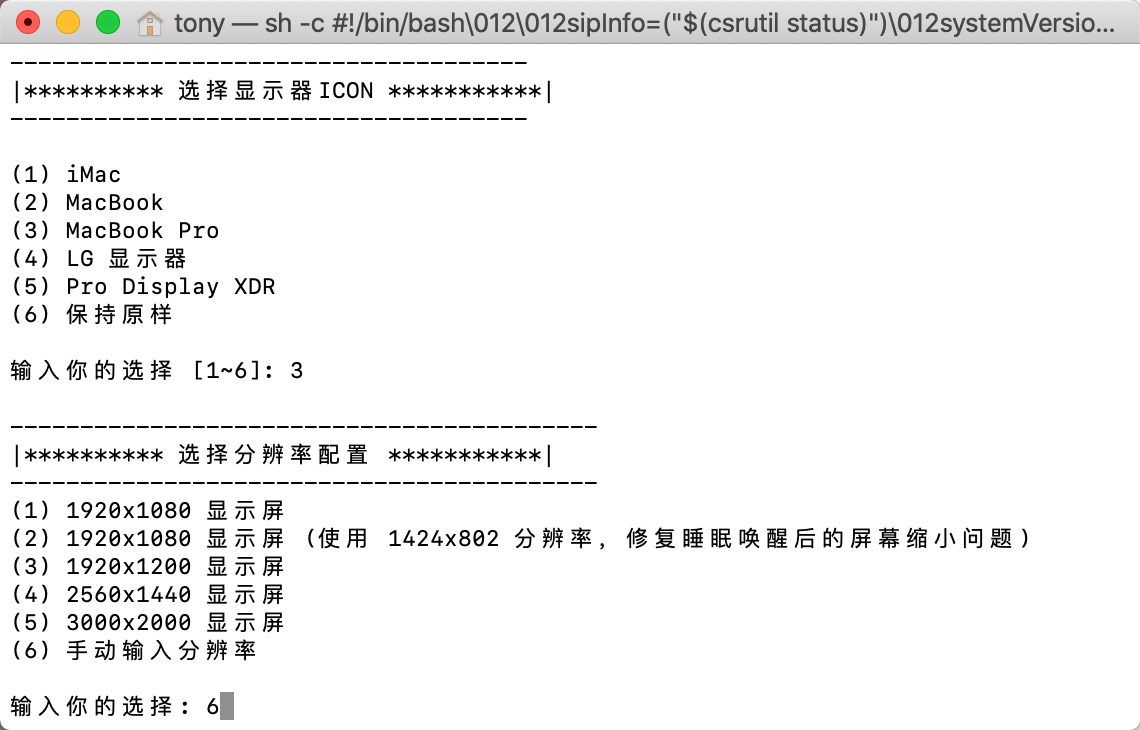 tony — sh -c #!/bin/bash\012\012sipInfo=("$(csrutil status)")\012systemVersio...
-------------------------------------
|********** 选择显示器ICON ***********|
-------------------------------------
(1) iMac
(2) MacBook
(3) MacBook Pro
(4) LG 显示器
(5) Pro Display XDR
(6) 保持原样
输入你的选择 [1~6]: 3
------------------------------------------
|********** 选择分辨率配置 ***********|
------------------------------------------
(1) 1920x1080 显示屏
(2) 1920x1080 显示屏 (使用 1424x802 分辨率, 修复睡眠唤醒后的屏幕缩小问题)
(3) 1920x1200 显示屏
(4) 2560x1440 显示屏
(5) 3000x2000 显示屏
(6) 手动输入分辨率
输入你的选择: 6